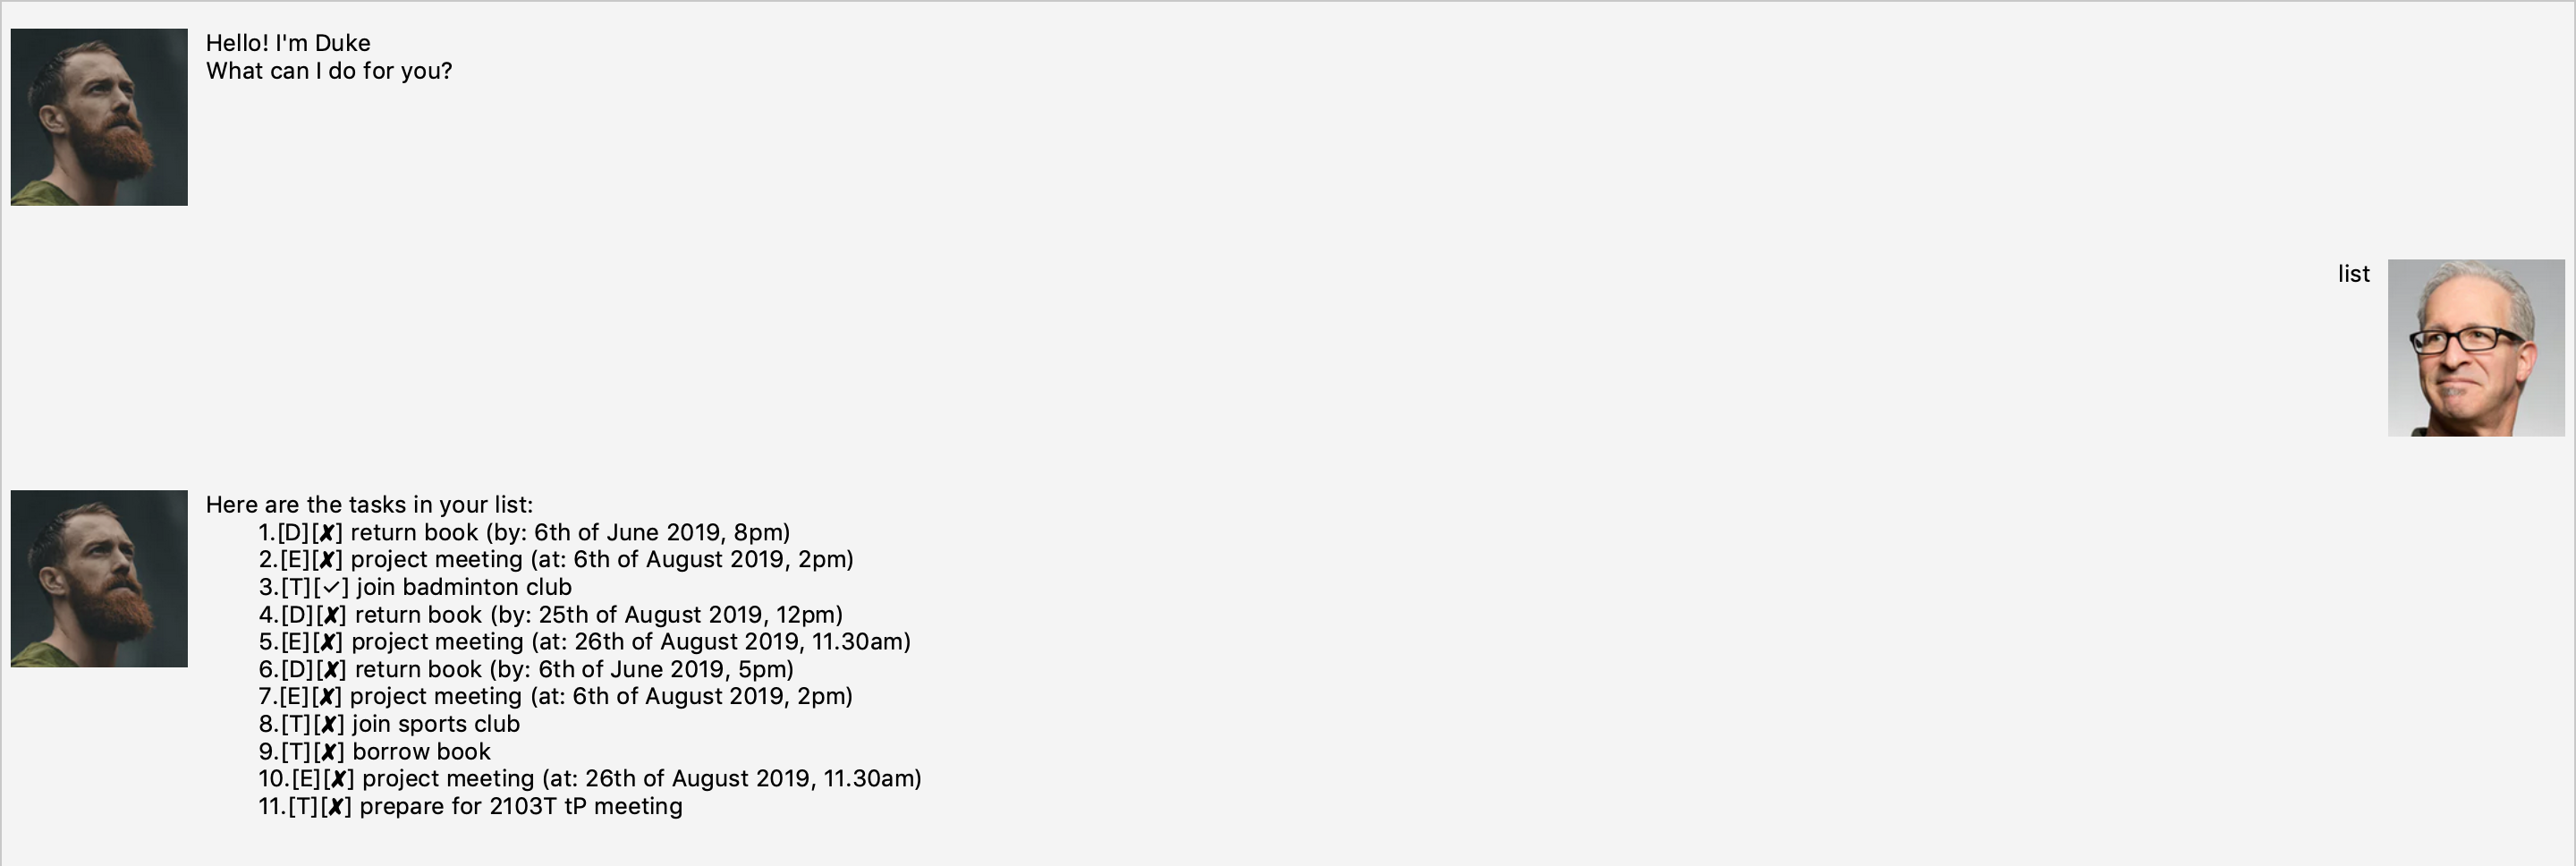 Hello! I'm Duke
What can I do for you?
list
Here are the tasks in your list:
1.[D][✘] return book (by: 6th of June 2019, 8pm)
2.[E][✘] project meeting (at: 6th of August 2019, 2pm)
3.[T][✓] join badminton club
4.[D][✘] return book (by: 25th of August 2019, 12pm)
5.[E][✘] project meeting (at: 26th of August 2019, 11.30am)
6.[D][✘] return book (by: 6th of June 2019, 5pm)
7.[E][✘] project meeting (at: 6th of August 2019, 2pm)
8.[T][✘] join sports club
9.[T][✘] borrow book
10.[E][✘] project meeting (at: 26th of August 2019, 11.30am)
11.[T][✘] prepare for 2103T tP meeting